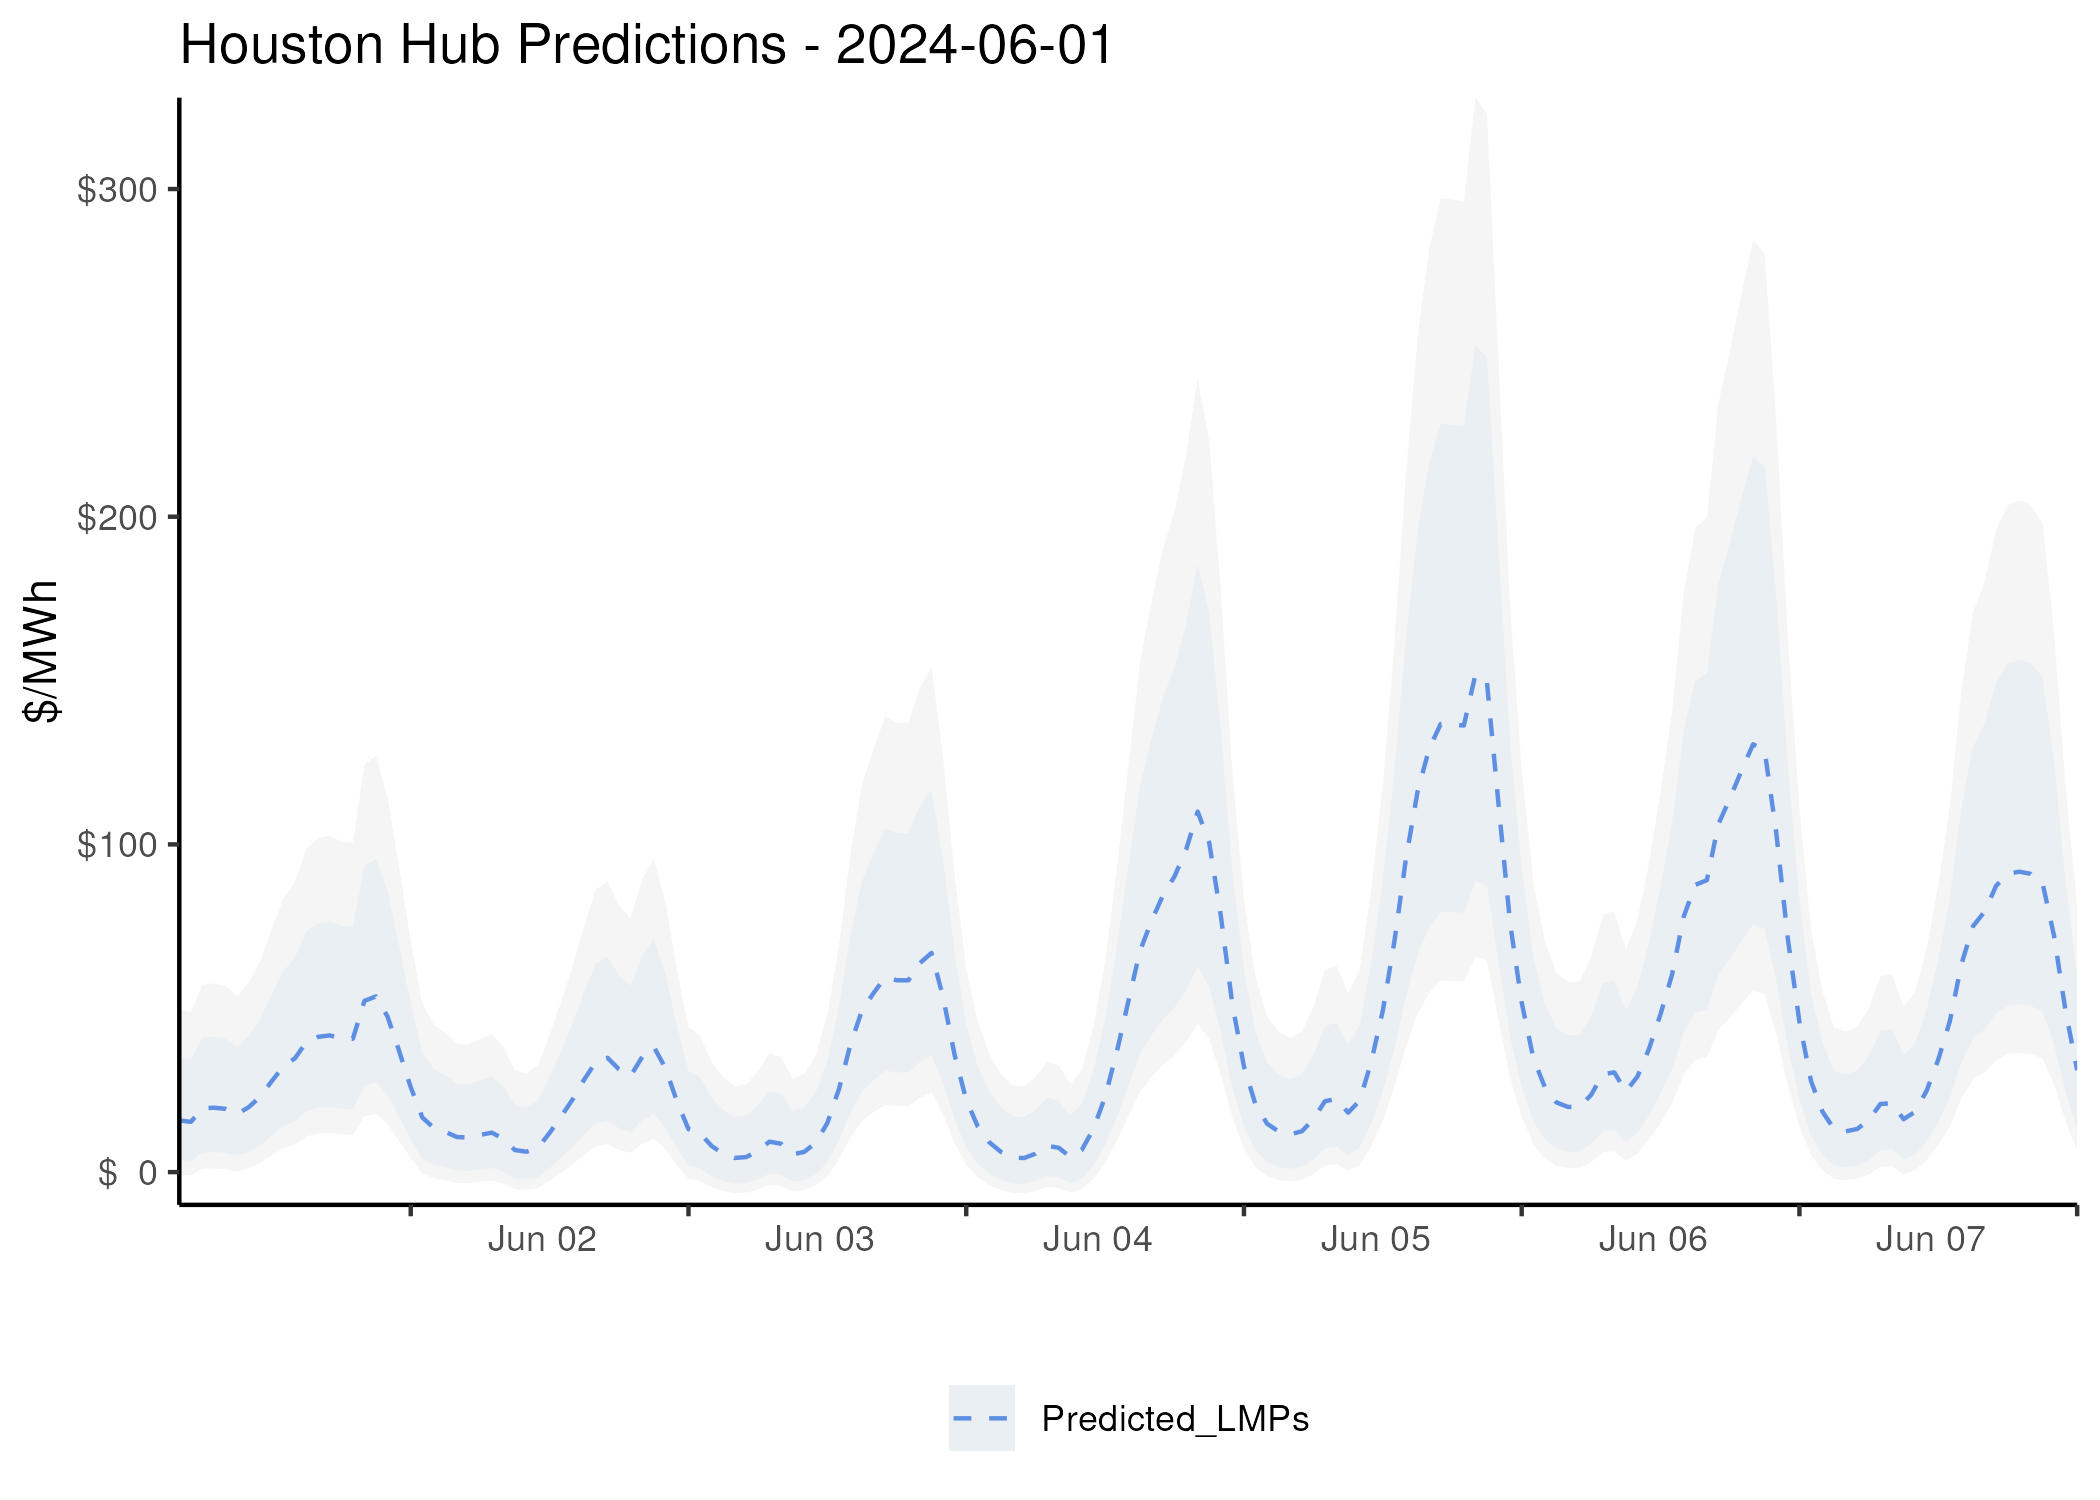 Houston Hub Predictions - 2024-06-01
$/MWh
$300
$200
$100
$  0
Jun 02 Jun 03 Jun 04 Jun 05 Jun 06 Jun 07
Predicted_LMPs